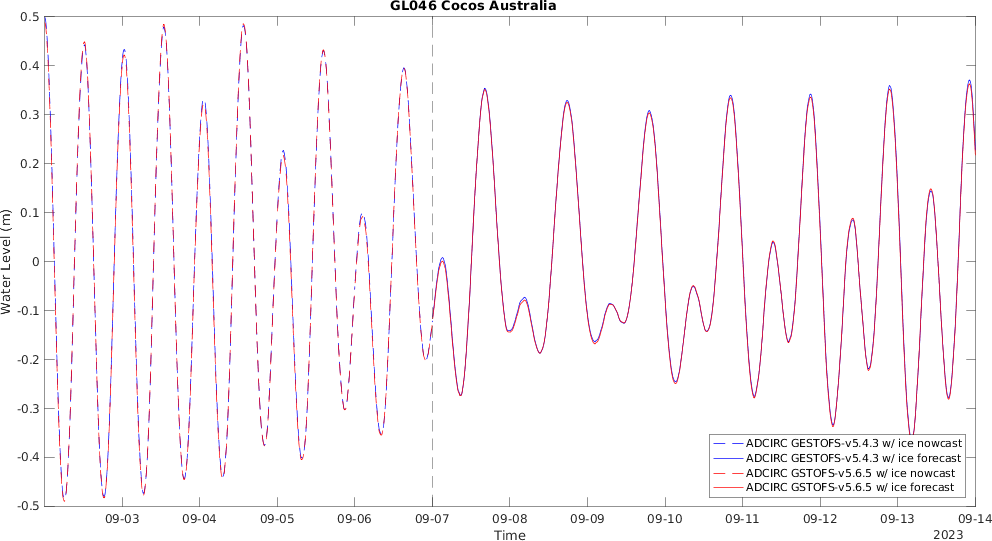 GL046 Cocos Australia
0.5
0.4
0.3
0.2
0.1
0
-0.1
-0.2
-0.3
-0.4
-0.5
Water Level (m)
ADCIRC GESTOFS-v5.4.3 w/ ice nowcast
ADCIRC GESTOFS-v5.4.3 w/ ice forecast
ADCIRC GSTOFS-v5.6.5 w/ ice nowcast
ADCIRC GSTOFS-v5.6.5 w/ ice forecast
09-03 09-04 09-05 09-06 09-07 09-08 09-09 09-10 09-11 09-12 09-13 09-14
Time
2023